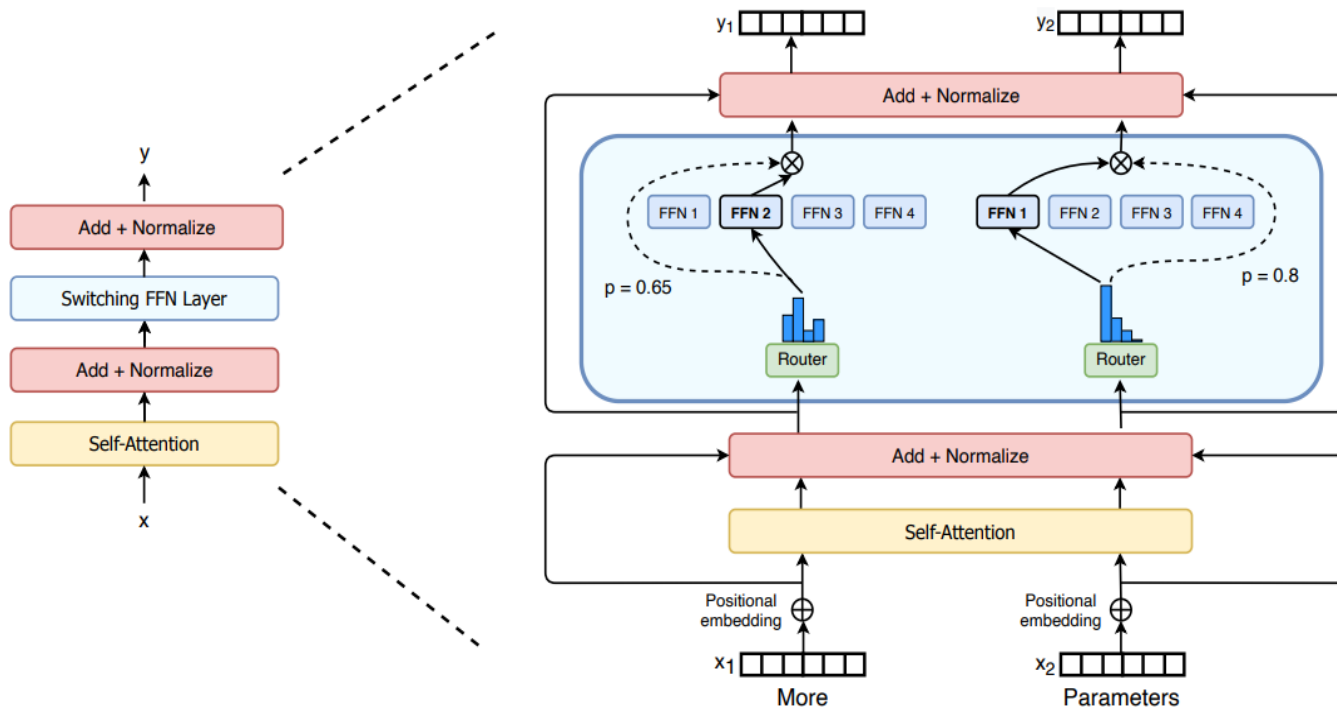 y
Add + Normalize
Switching FFN Layer
Add + Normalize
Self-Attention
x
y1
y2
Add + Normalize
FFN 1 FFN 2 FFN 3 FFN 4
FFN 1 FFN 2 FFN 3 FFN 4
p = 0.65
p = 0.8
Router
Router
Add + Normalize
Self-Attention
Positional
embedding
Positional
embedding
x1
x2
More
Parameters